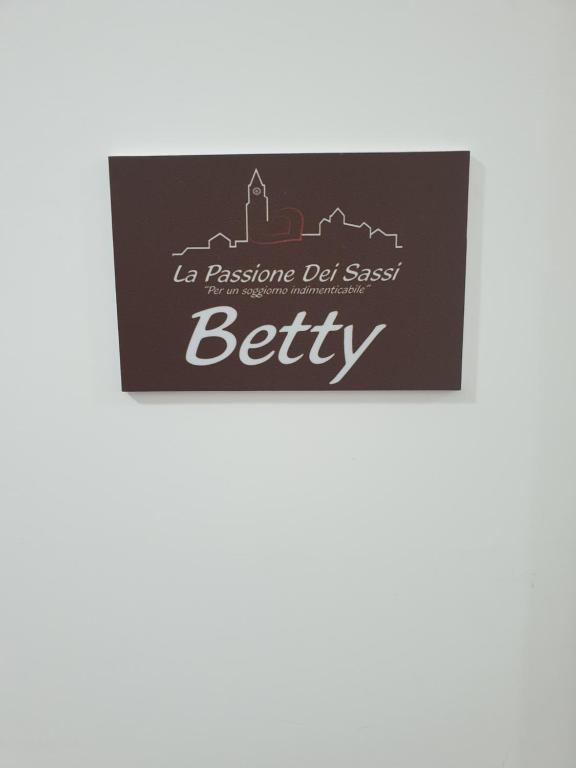 La Passione Dei Sassi
"Per un soggiorno indimenticabile"
Betty